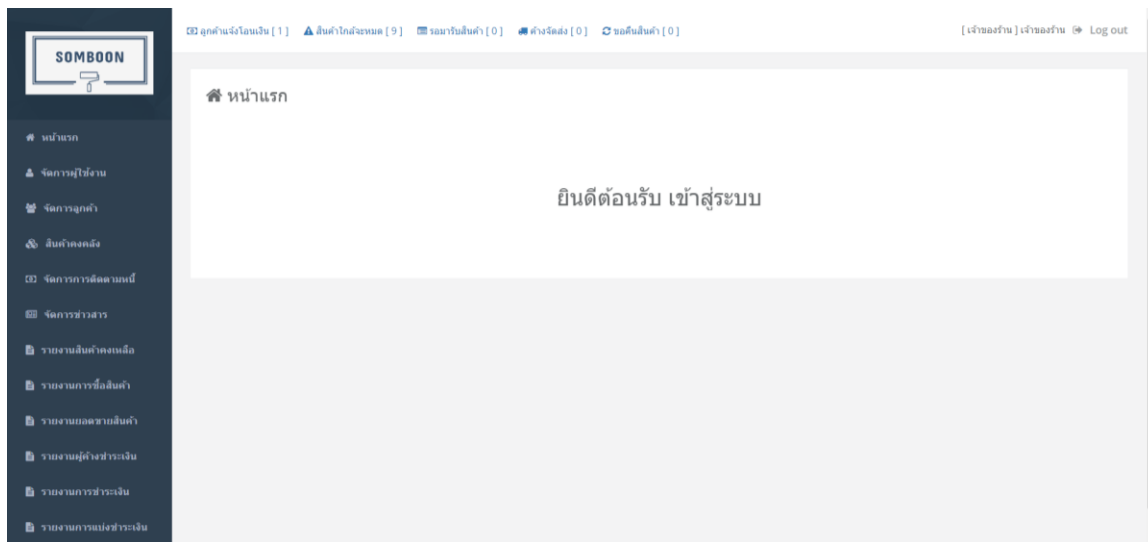 SOMBOON
ลูกค้าแจ้งโอนเงิน [ 1 ] สินค้าใกล้จะหมด [ 9 ] รอมารับสินค้า [ 0 ] ค้างจัดส่ง [ 0 ] ขอคืนสินค้า [ 0 ] [ เจ้าของร้าน ] เจ้าของร้าน Log out
หน้าแรก
ยินดีต้อนรับ เข้าสู่ระบบ
หน้าแรก
จัดการผู้ใช้งาน
จัดการลูกค้า
สินค้าคงคลัง
จัดการการติดตามหนี้
จัดการข่าวสาร
รายงานสินค้าคงเหลือ
รายงานการซื้อสินค้า
รายงานยอดขายสินค้า
รายงานผู้ค้างชำระเงิน
รายงานการชำระเงิน
รายงานการแบ่งชำระเงิน